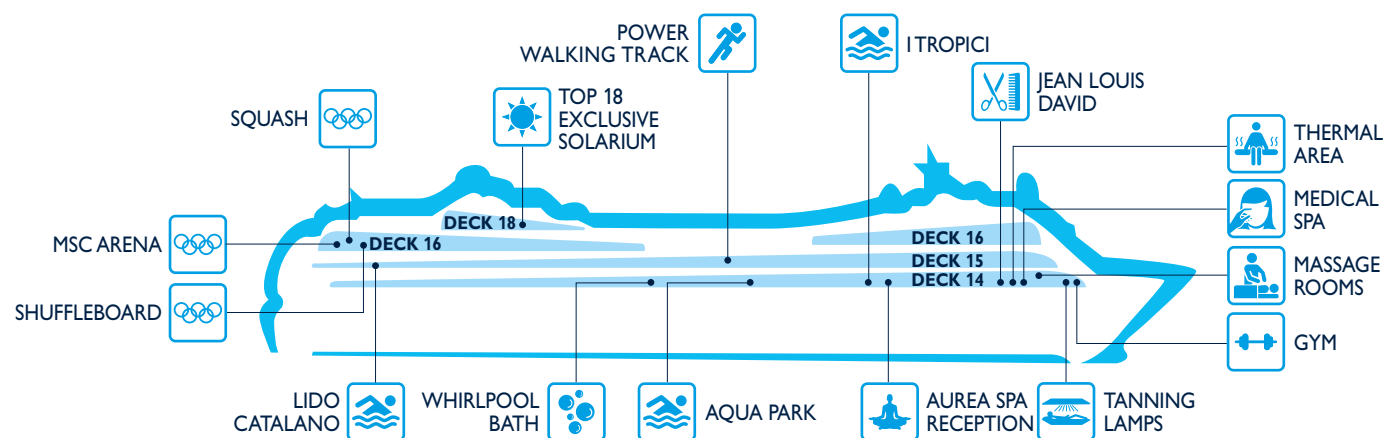 POWER
WALKING TRACK
I TROPICI
JEAN LOUIS
DAVID
SQUASH
TOP 18
EXCLUSIVE
SOLARIUM
THERMAL
AREA
MEDICAL
SPA
MASSAGE
ROOMS
GYM
MSC ARENA
SHUFFLEBOARD
DECK 18
DECK 16
DECK 16
DECK 15
DECK 14
LIDO
CATALANO
WHIRLPOOL
BATH
AQUA PARK
AUREA SPA
RECEPTION
TANNING
LAMPS